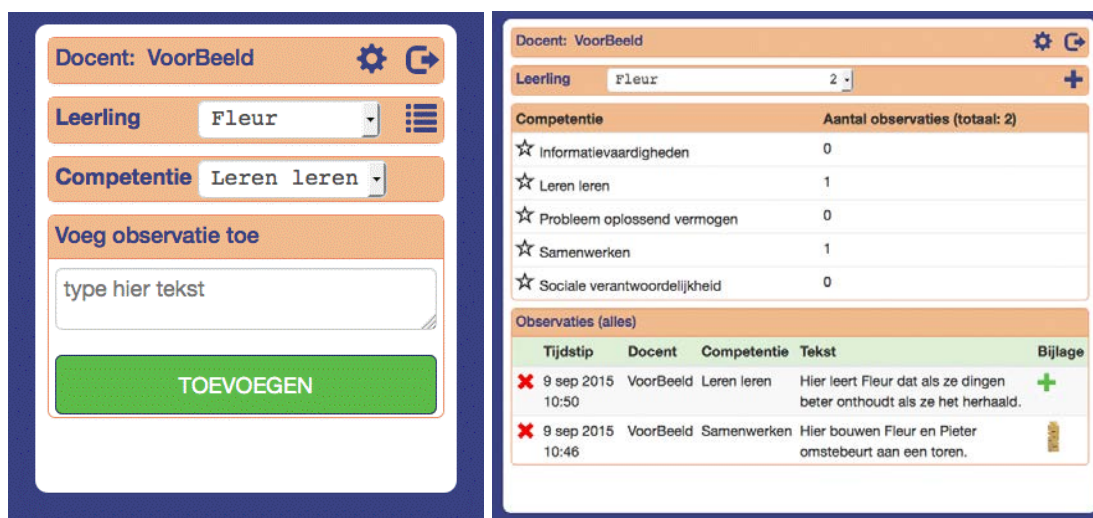 Docent: VoorBeeld
Leerling Fleur
Competentie Leren leren
Voeg observatie toe
type hier tekst
TOEVOEGEN
Docent: VoorBeeld
Leerling Fleur 2
Competentie Aantal observaties (totaal: 2)
Informatievaardigheden 0
Leren leren 1
Probleem oplossend vermogen 0
Samenwerken 1
Sociale verantwoordelijkheid 0
Observaties (alles)
Tijdstip Docent Competentie Tekst Bijlage
9 sep 2015 VoorBeeld Leren leren Hier leert Fleur dat als ze dingen
10:50 beter onthoudt als ze het herhaald.
9 sep 2015 VoorBeeld Samenwerken Hier bouwen Fleur en Pieter
10:46 omstebeurt aan een toren.